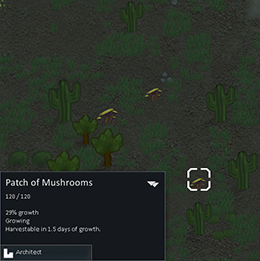 Patch of Mushrooms
120 / 120
29% growth
Growing
Harvestable in 1.5 days of growth.
Architect